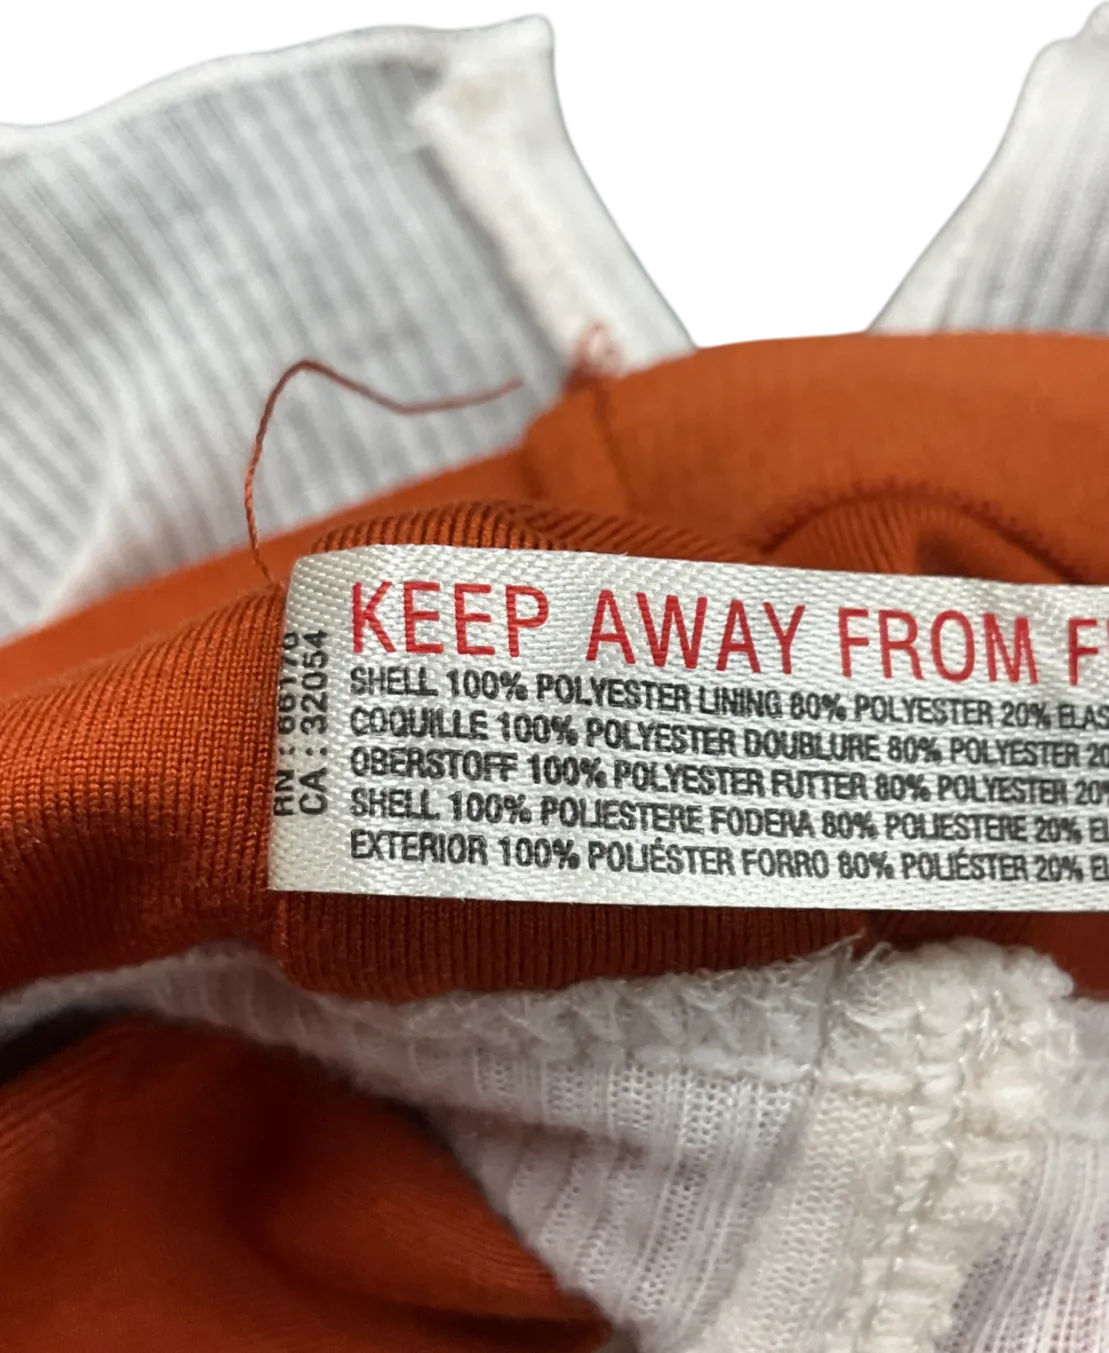 KEEP AWAY FROM
SHELL 100% POLYESTER LINING 80% POLYESTER 20%
COQUILLE 100% POLYESTER DOUBLURE 80% POLYESTER
OBERSTOFF 100% POLYESTER FUTTER 80% POLYESTER
SHELL 100% POLIESTERE FODERA 80% POLIESTERE 20%
EXTERIOR 100% POLIÉSTER FORRO 80% POLIÉSTER 20%
RN :
CA : 32054